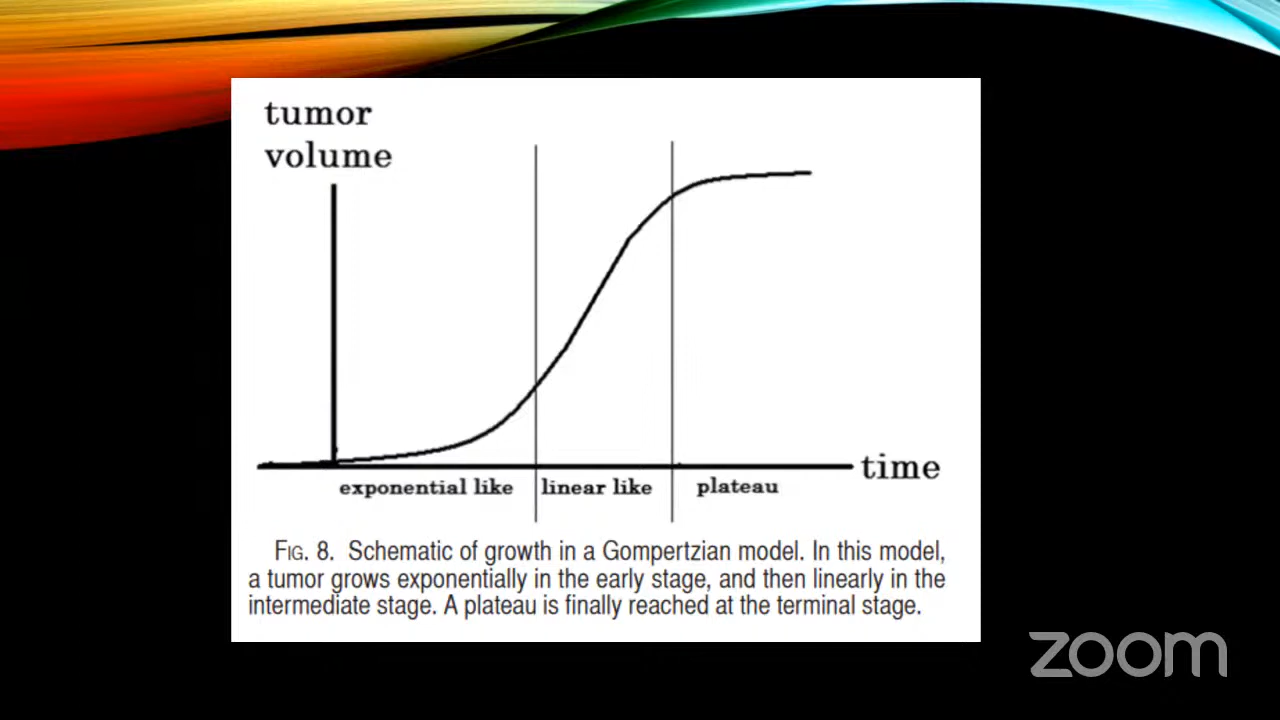 tumor
volume
time
exponential like
linear like
plateau
FIG. 8. Schematic of growth in a Gompertzian model. In this model,
a tumor grows exponentially in the early stage, and then linearly in the
intermediate stage. A plateau is finally reached at the terminal stage.
zoom